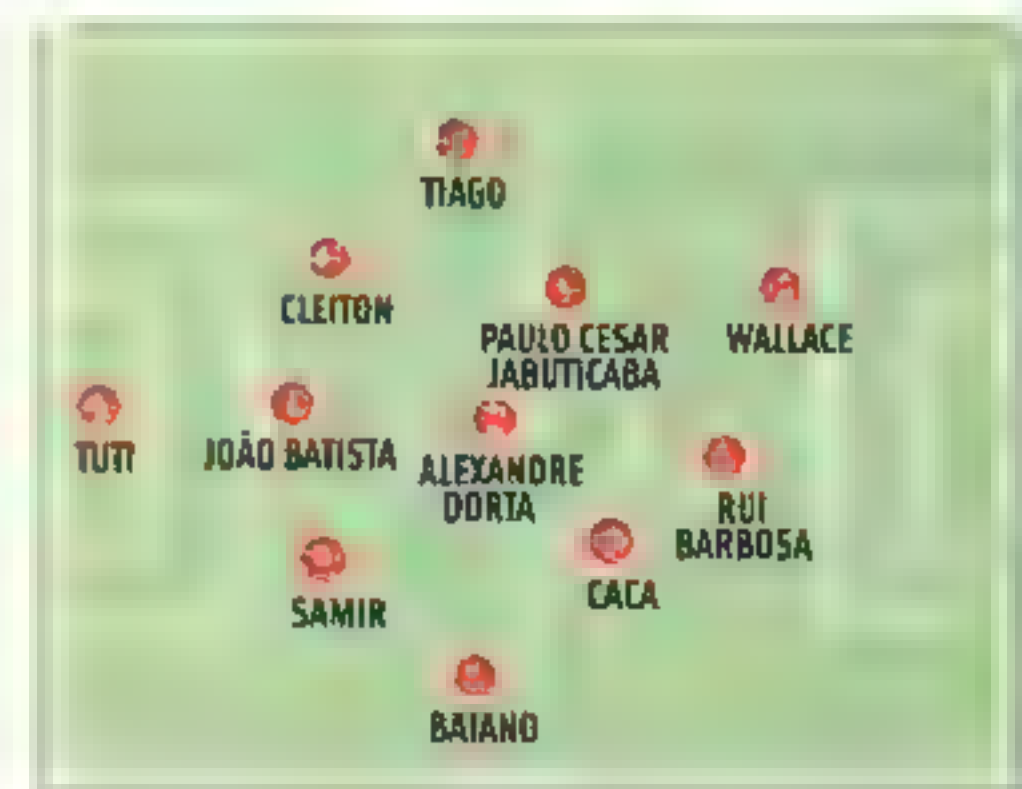 TIAGO
CLEITON
PAULO CESAR
JABUTICABA
WALLACE
TUTI
JOÃO BATISTA
ALEXANDRE
DORTA
RUI
BARBOSA
CACA
SAMIR
BAIANO